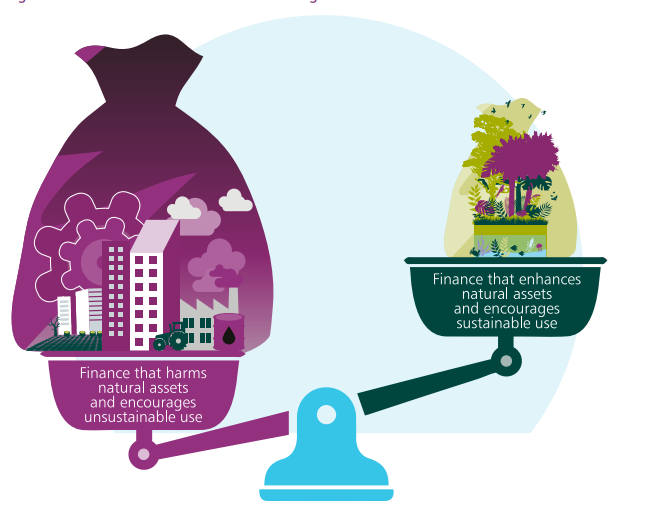 Finance that harms
natural assets
and encourages
unsustainable use
Finance that enhances
natural assets
and encourages
sustainable use